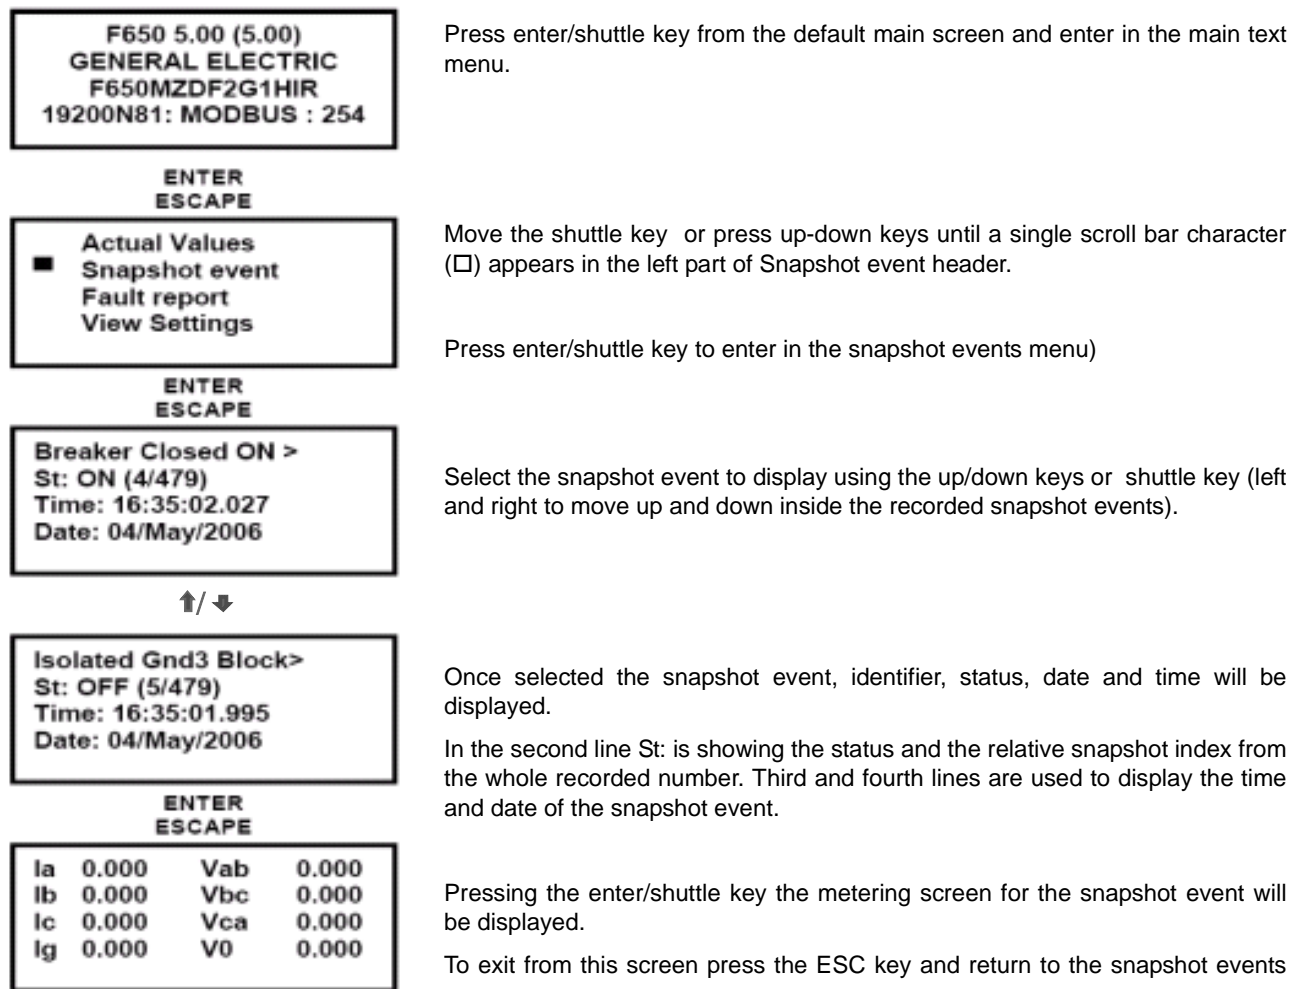 F650 5.00 (5.00)
GENERAL ELECTRIC
F650MZDF2G1HIR
19200N81: MODBUS : 254
Press enter/shuttle key from the default main screen and enter in the main text
menu.
ENTER
ESCAPE
Actual Values
Snapshot event
Fault report
View Settings
Move the shuttle key or press up-down keys until a single scroll bar character
(□) appears in the left part of Snapshot event header.
Press enter/shuttle key to enter in the snapshot events menu)
ENTER
ESCAPE
Breaker Closed ON >
St: ON (4/479)
Time: 16:35:02.027
Date: 04/May/2006
Select the snapshot event to display using the up/down keys or shuttle key (left
and right to move up and down inside the recorded snapshot events).
⬆/ ⬇
Isolated Gnd3 Block>
St: OFF (5/479)
Time: 16:35:01.995
Date: 04/May/2006
Once selected the snapshot event, identifier, status, date and time will be
displayed.
In the second line St: is showing the status and the relative snapshot index from
the whole recorded number. Third and fourth lines are used to display the time
and date of the snapshot event.
ENTER
ESCAPE
Ia 0.000 Vab 0.000
Ib 0.000 Vbc 0.000
Ic 0.000 Vca 0.000
Ig 0.000 V0 0.000
Pressing the enter/shuttle key the metering screen for the snapshot event will
be displayed.
To exit from this screen press the ESC key and return to the snapshot events